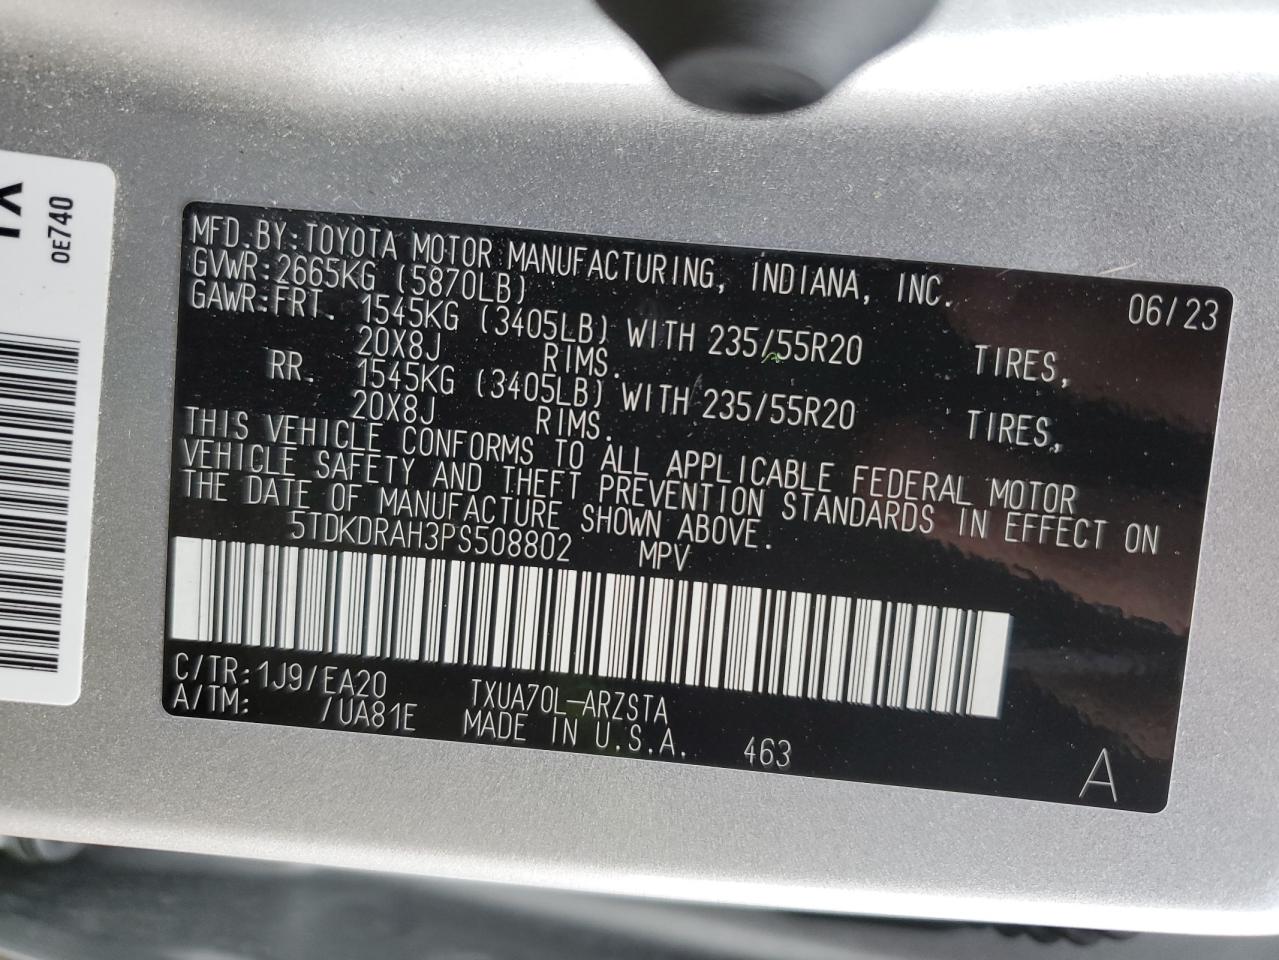 0E740
MFD.BY:TOYOTA MOTOR MANUFACTURING, INDIANA, INC. 06/23
GVWR:2665KG (5870LB)
GAWR:FRT. 1545KG (3405LB) WITH 235/55R20 TIRES,
20X8J RIMS.
RR. 1545KG (3405LB) WITH 235/55R20 TIRES,
20X8J RIMS.
THIS VEHICLE CONFORMS TO ALL APPLICABLE FEDERAL MOTOR
VEHICLE SAFETY AND THEFT PREVENTION STANDARDS IN EFFECT ON
THE DATE OF MANUFACTURE SHOWN ABOVE.
5TDKDRAH3PS508802 MPV
C/TR:1J9/EA20 TXUA70L-ARZSTA
A/TM: /UA81E MADE IN U.S.A. 463
A